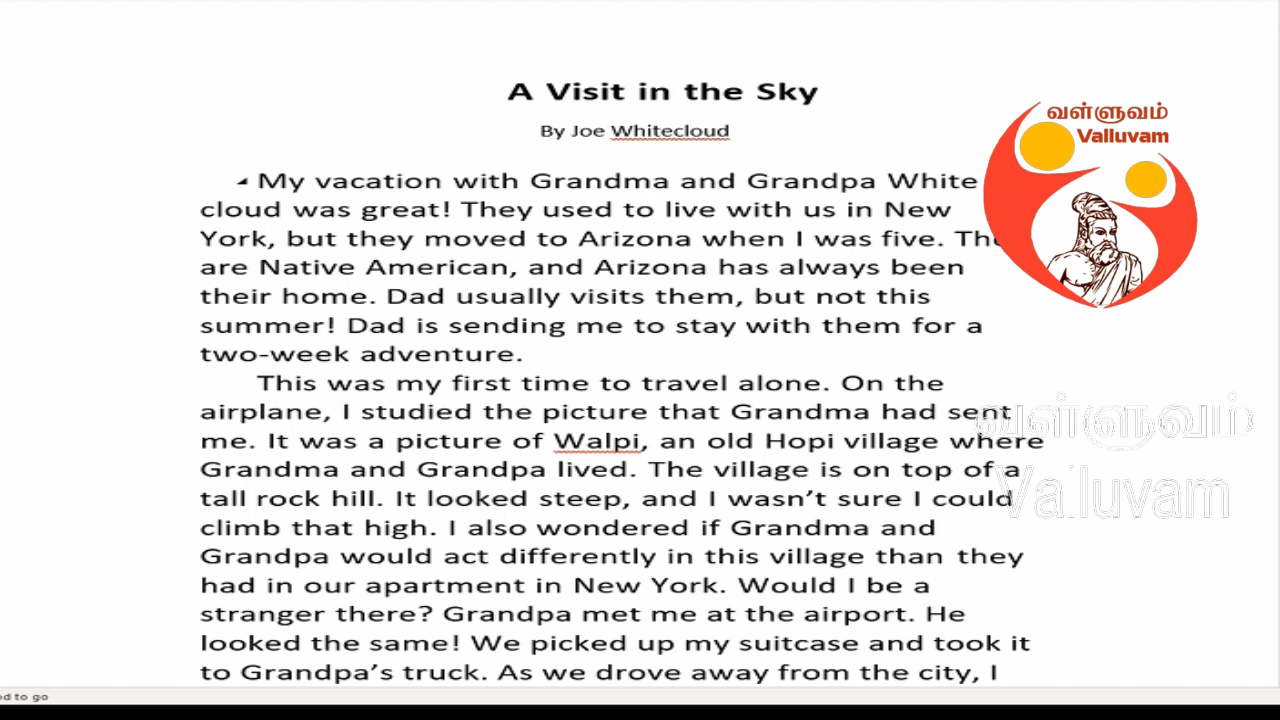 A Visit in the Sky
By Joe Whitecloud
வள்ளுவம்
Valluvam
My vacation with Grandma and Grandpa White
cloud was great! They used to live with us in New
York, but they moved to Arizona when I was five.
are Native American, and Arizona has always been
their home. Dad usually visits them, but not this
summer! Dad is sending me to stay with them for a
two-week adventure.
This was my first time to travel alone. On the
airplane, I studied the picture that Grandma had sent
me. It was a picture of Walpi, an old Hopi village where
Grandma and Grandpa lived. The village is on top of a
tall rock hill. It looked steep, and I wasn't sure I could
climb that high. I also wondered if Grandma and
Grandpa would act differently in this village than they
had in our apartment in New York. Would I be a
stranger there? Grandpa met me at the airport. He
looked the same! We picked up my suitcase and took it
to Grandpa's truck. As we drove away from the city, I
வள்ளுவம்
Valluvam
to go